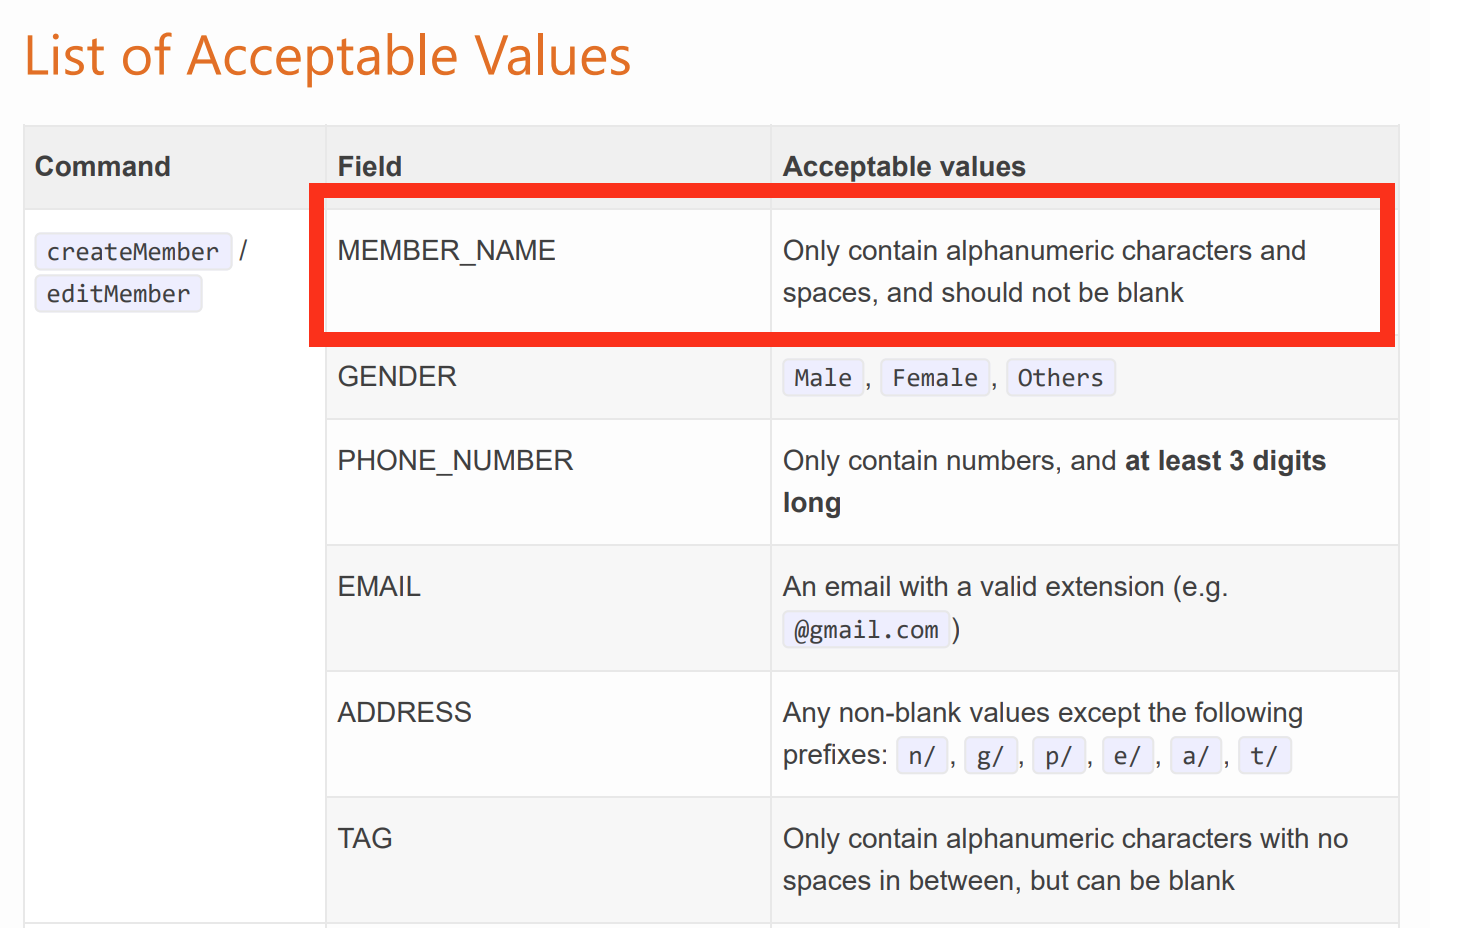 List of Acceptable Values
Command Field Acceptable values
createMember / MEMBER_NAME Only contain alphanumeric characters and
editMember spaces, and should not be blank
GENDER Male, Female, Others
PHONE_NUMBER Only contain numbers, and at least 3 digits
long
EMAIL An email with a valid extension (e.g.
@gmail.com)
ADDRESS Any non-blank values except the following
prefixes: n/, g/, p/, e/, a/, t/
TAG Only contain alphanumeric characters with no
spaces in between, but can be blank